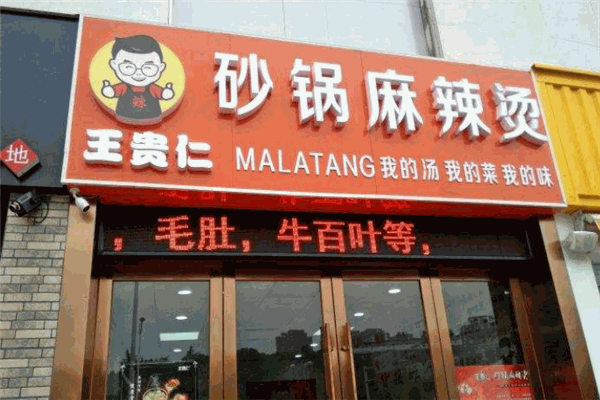 砂锅麻辣烫
辣
王贵仁
MALATANG 我的汤 我的菜 我的味
地
，毛肚，牛百叶等，